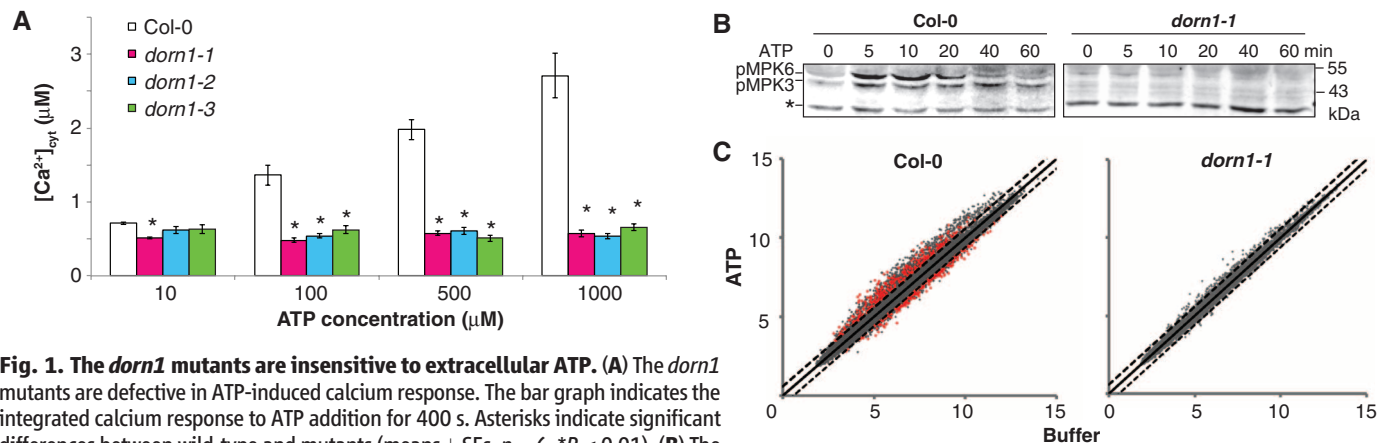 A
Col-0
dorn1-1
dorn1-2
dorn1-3
[Ca²⁺]cyt (μM)
3
2
1
0
* * * * * * * * * *
10 100 500 1000
ATP concentration (μM)
B
Col-0 dorn1-1
ATP 0 5 10 20 40 60 0 5 10 20 40 60 min
pMPK6
pMPK3
*
55
43
kDa
C
Col-0 dorn1-1
ATP
15
10
5
0 5 10 15 0 5 10 15
Buffer
Fig. 1. The dorn1 mutants are insensitive to extracellular ATP. (A) The dorn1
mutants are defective in ATP-induced calcium response. The bar graph indicates the
integrated calcium response to ATP addition for 400 s. Asterisks indicate significant